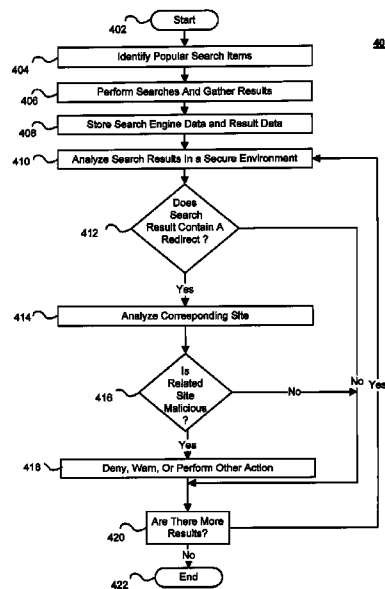 Start
402
40
Identify Popular Search Items
404
Perform Searches And Gather Results
406
Store Search Engine Data and Result Data
408
Analyze Search Results In a Secure Environment
410
Does
Search
Result Contain A
Redirect ?
412
Yes
Analyze Corresponding Site
414
Is
Related
Site
Malicious
?
416
No
No
Yes
Yes
Deny, Warn, Or Perform Other Action
418
Are There More
Results?
420
No
End
422